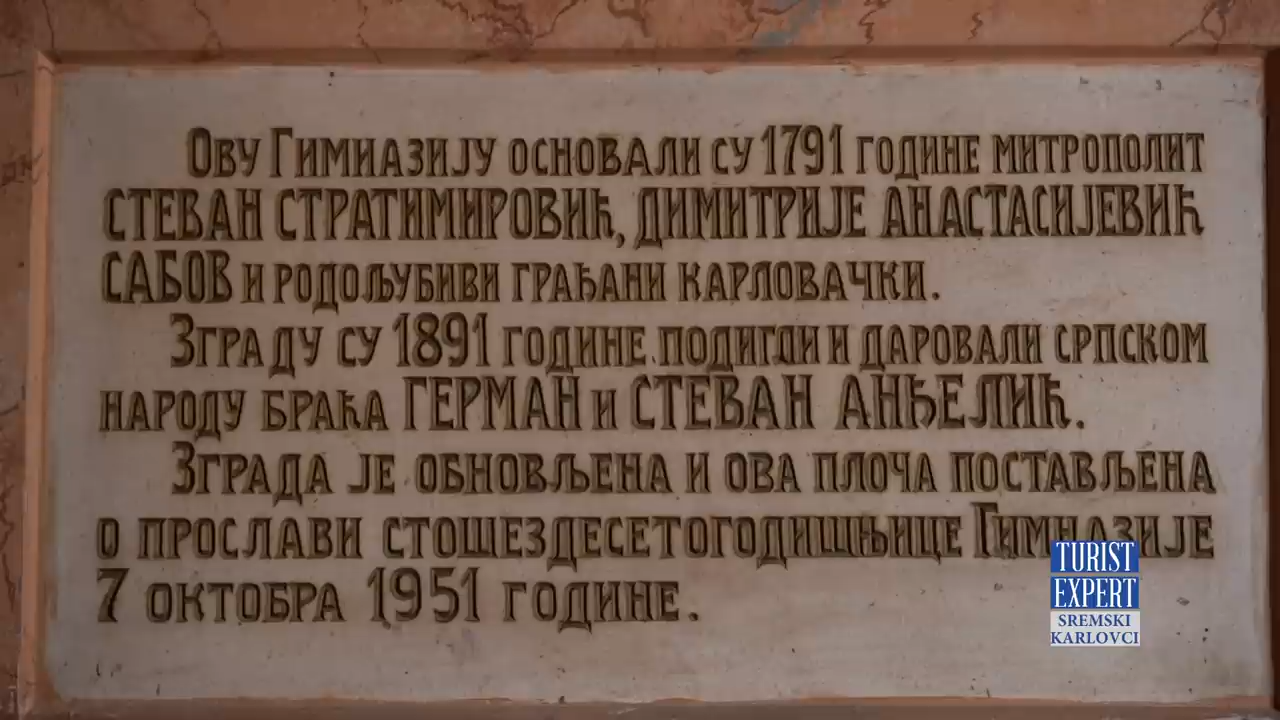 Ову Гимназију основали су 1791 године митрополит
СТЕВАН СТРАТИМИРОВИЋ, ДИМИТРИЈЕ АНАСТАСИЈЕВИЋ
САБОВ и родољубиви грађани карловачки.
Зграду су 1891 године подигли и даровали српском
народу браћа ГЕРМАН и СТЕВАН АНЂЕЛИЋ.
Зграда је обновљена и ова плоча постављена
о прослави стошездесетогодишњице Гимназије
7 октобра 1951 године.
TURIST
EXPERT
SREMSKI
KARLOVCI